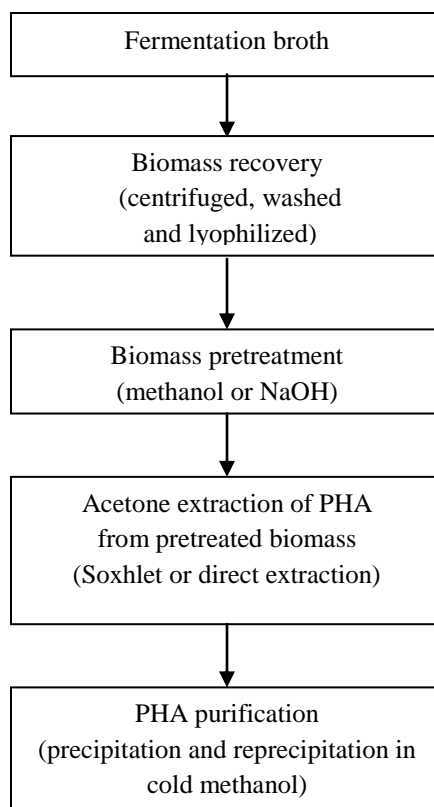 Fermentation broth
Biomass recovery
(centrifuged, washed
and lyophilized)
Biomass pretreatment
(methanol or NaOH)
Acetone extraction of PHA
from pretreated biomass
(Soxhlet or direct extraction)
PHA purification
(precipitation and reprecipitation in
cold methanol)